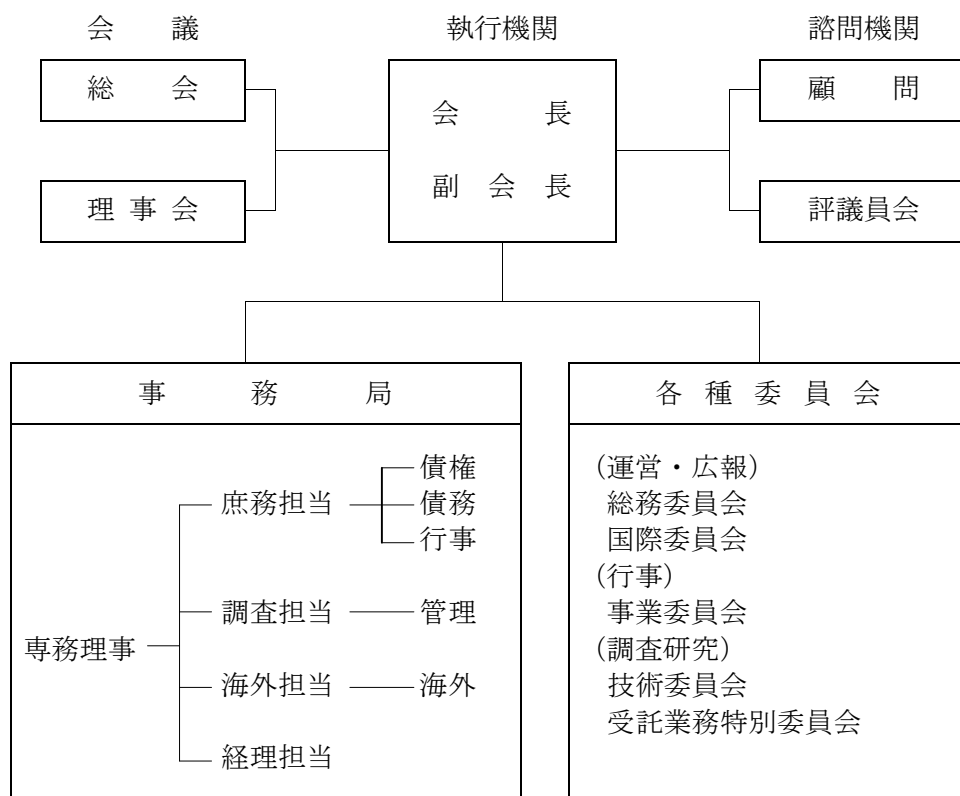 会議
執行機関
諮問機関
総会
会長
副会長
顧問
理事会
評議員会
事務局
専務理事
庶務担当
債権
債務
行事
調査担当
管理
海外担当
海外
経理担当
各種委員会
(運営・広報)
総務委員会
国際委員会
(行事)
事業委員会
(調査研究)
技術委員会
受託業務特別委員会